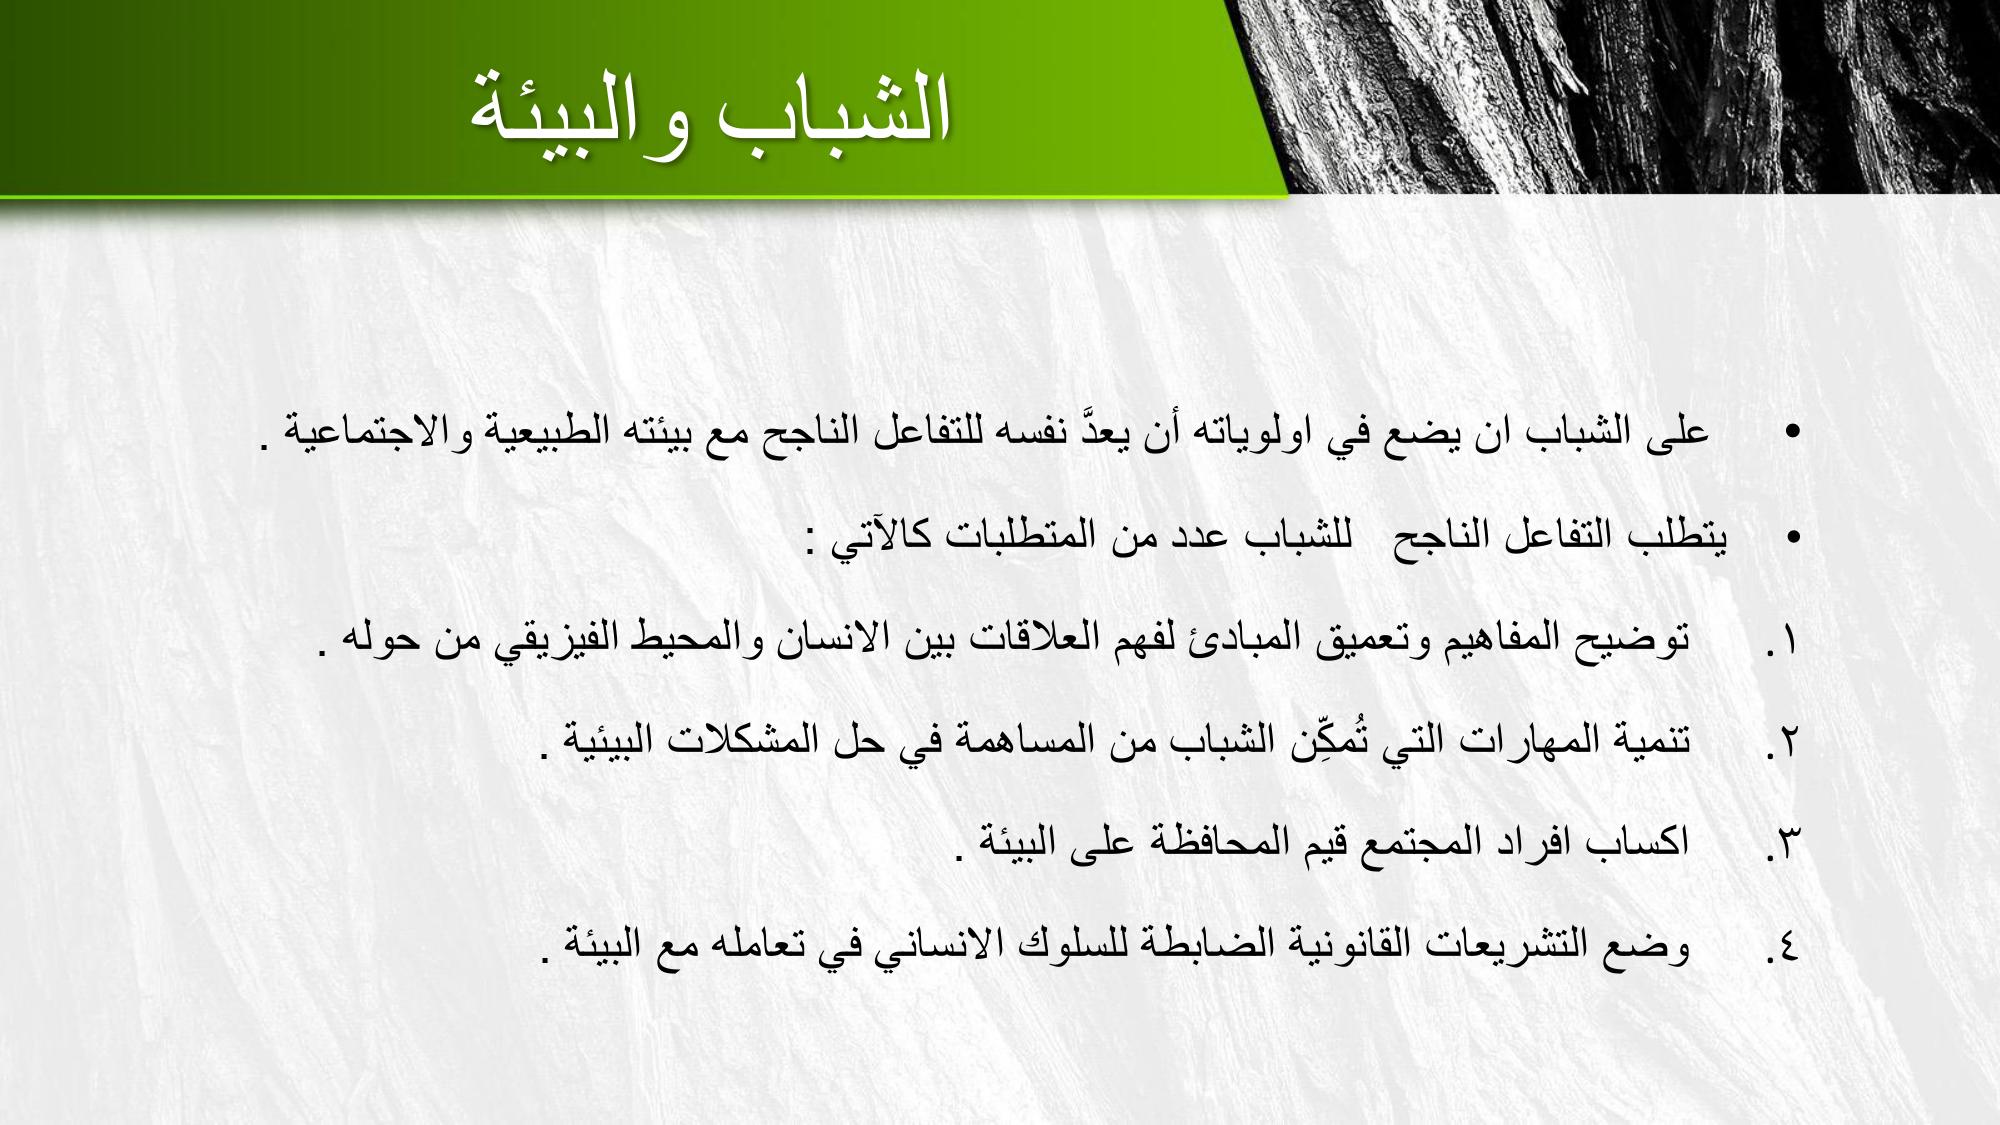 الشباب والبيئة
• على الشباب ان يضع في اولوياته أن يعدَّ نفسه للتفاعل الناجح مع بيئته الطبيعية والاجتماعية .
• يتطلب التفاعل الناجح للشباب عدد من المتطلبات كالآتي :
١. توضيح المفاهيم وتعميق المبادئ لفهم العلاقات بين الانسان والمحيط الفيزيقي من حوله .
٢. تنمية المهارات التي تُمكِّن الشباب من المساهمة في حل المشكلات البيئية .
٣. اكساب افراد المجتمع قيم المحافظة على البيئة .
٤. وضع التشريعات القانونية الضابطة للسلوك الانساني في تعامله مع البيئة .